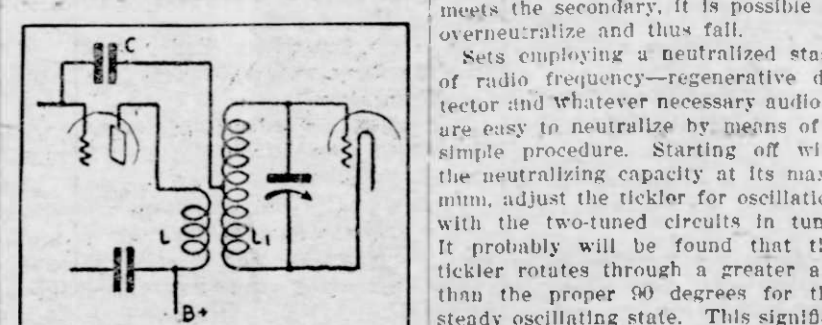 C
L
L1
B+
meets the secondary, it is possible
overneutralize and thus fail.
Sets employing a neutralized sta
of radio frequency—regenerative d
tector and whatever necessary audio
are easy to neutralize by means of
simple procedure. Starting off wi
the neutralizing capacity at its max
mum, adjust the tickler for oscillatio
with the two-tuned circuits in tun
It probably will be found that th
tickler rotates through a greater a
than the proper 90 degrees for th
steady oscillating state. This signifi